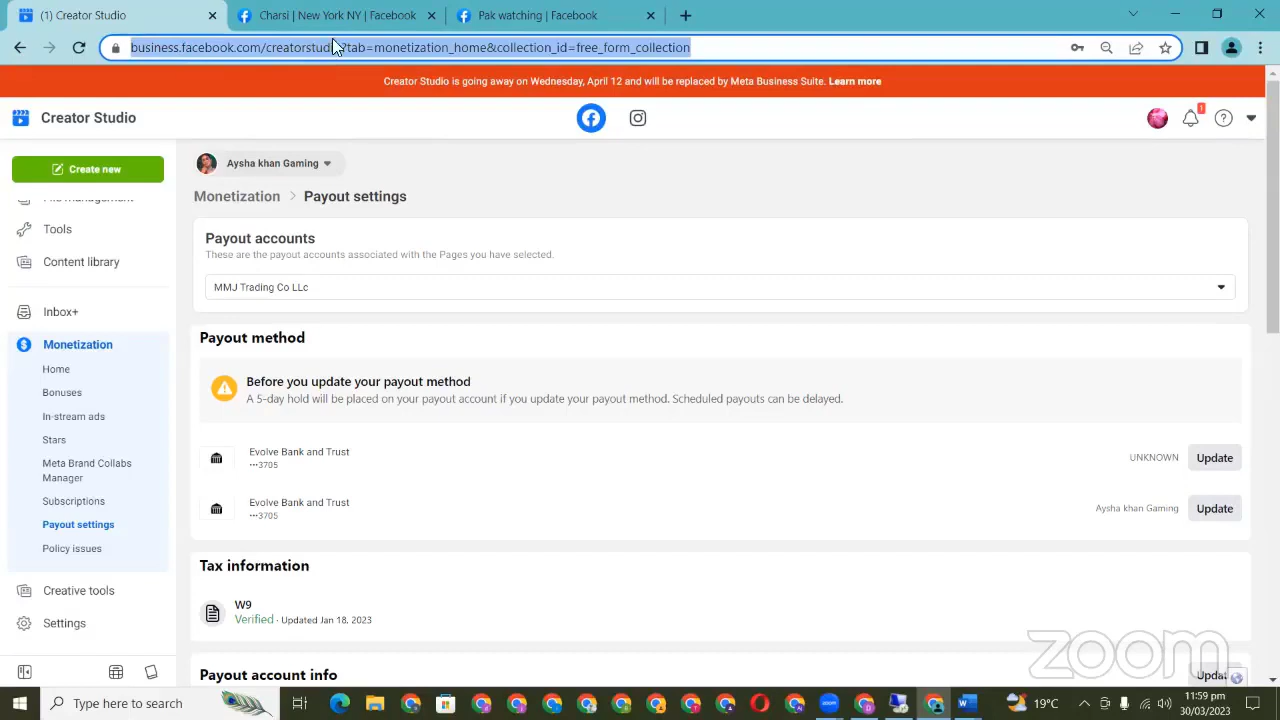 (1) Creator Studio
Charsi | New York NY | Facebook
Pak watching | Facebook
business.facebook.com/creatorstudio?tab=monetization_home&collection_id=free_form_collection
Creator Studio is going away on Wednesday, April 12 and will be replaced by Meta Business Suite. Learn more
Creator Studio
1
Create new
Aysha khan Gaming
File management
Tools
Content library
Inbox+
Monetization
Home
Bonuses
In-stream ads
Stars
Meta Brand Collabs
Manager
Subscriptions
Payout settings
Policy issues
Creative tools
Settings
Monetization > Payout settings
Payout accounts
These are the payout accounts associated with the Pages you have selected.
MMJ Trading Co LLc
Payout method
Before you update your payout method
A 5-day hold will be placed on your payout account if you update your payout method. Scheduled payouts can be delayed.
Evolve Bank and Trust
•••3705
UNKNOWN
Update
Evolve Bank and Trust
•••3705
Aysha khan Gaming
Update
Tax information
W9
Verified · Updated Jan 18, 2023
Payout account info
Update
zoom
Type here to search
19°C
11:59 pm
30/03/2023